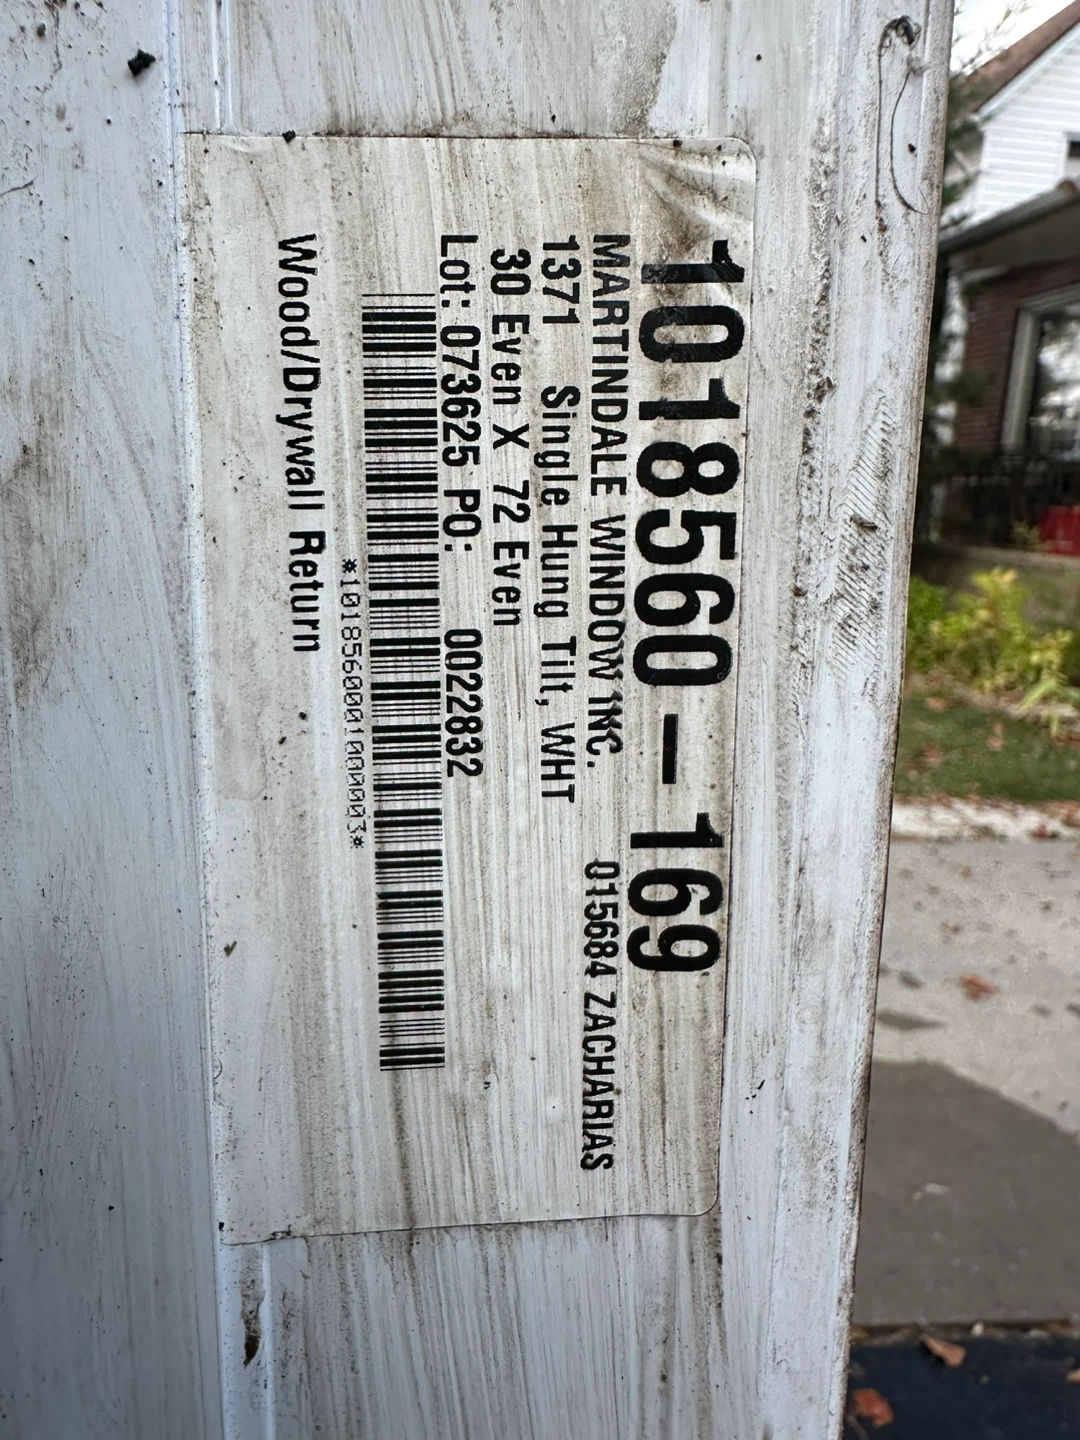 1018560-169
MARTINDALE WINDOW INC. 015684 ZACHARIAS
1371 Single Hung Tilt, WHT
30 Even X 72 Even
Lot: 073625 PO: 0022832
*1018560001000003*
Wood/Drywall Return